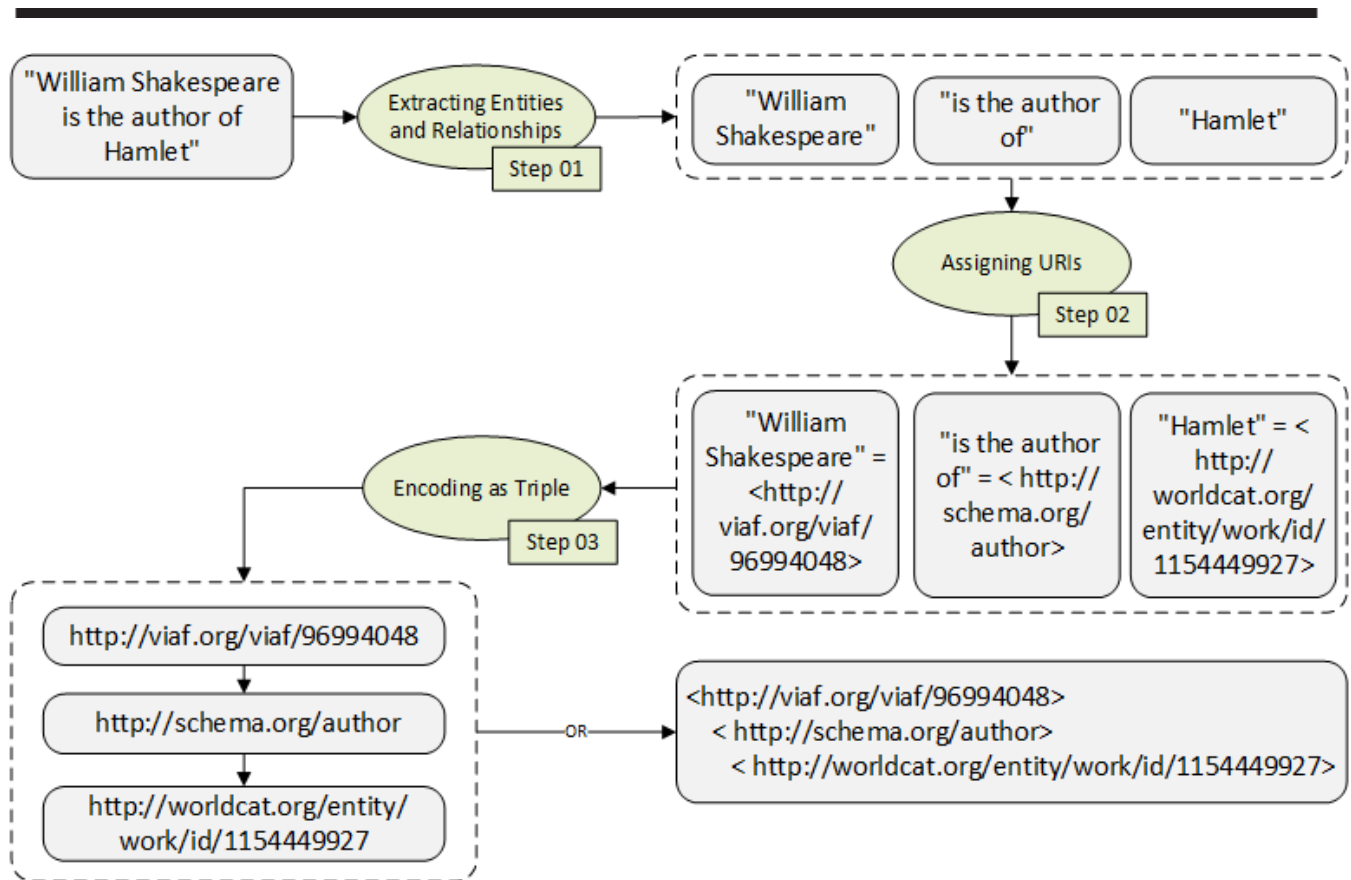 "William Shakespeare
is the author of
Hamlet"
Extracting Entities
and Relationships
Step 01
"William
Shakespeare"
"is the author
of"
"Hamlet"
Assigning URIs
Step 02
"William
Shakespeare" =
<http://
viaf.org/viaf/
96994048>
"is the author
of" = < http://
schema.org/
author>
"Hamlet" = <
http://
worldcat.org/
entity/work/id/
1154449927>
Encoding as Triple
Step 03
http://viaf.org/viaf/96994048
http://schema.org/author
http://worldcat.org/entity/
work/id/1154449927
OR
<http://viaf.org/viaf/96994048>
< http://schema.org/author>
< http://worldcat.org/entity/work/id/1154449927>